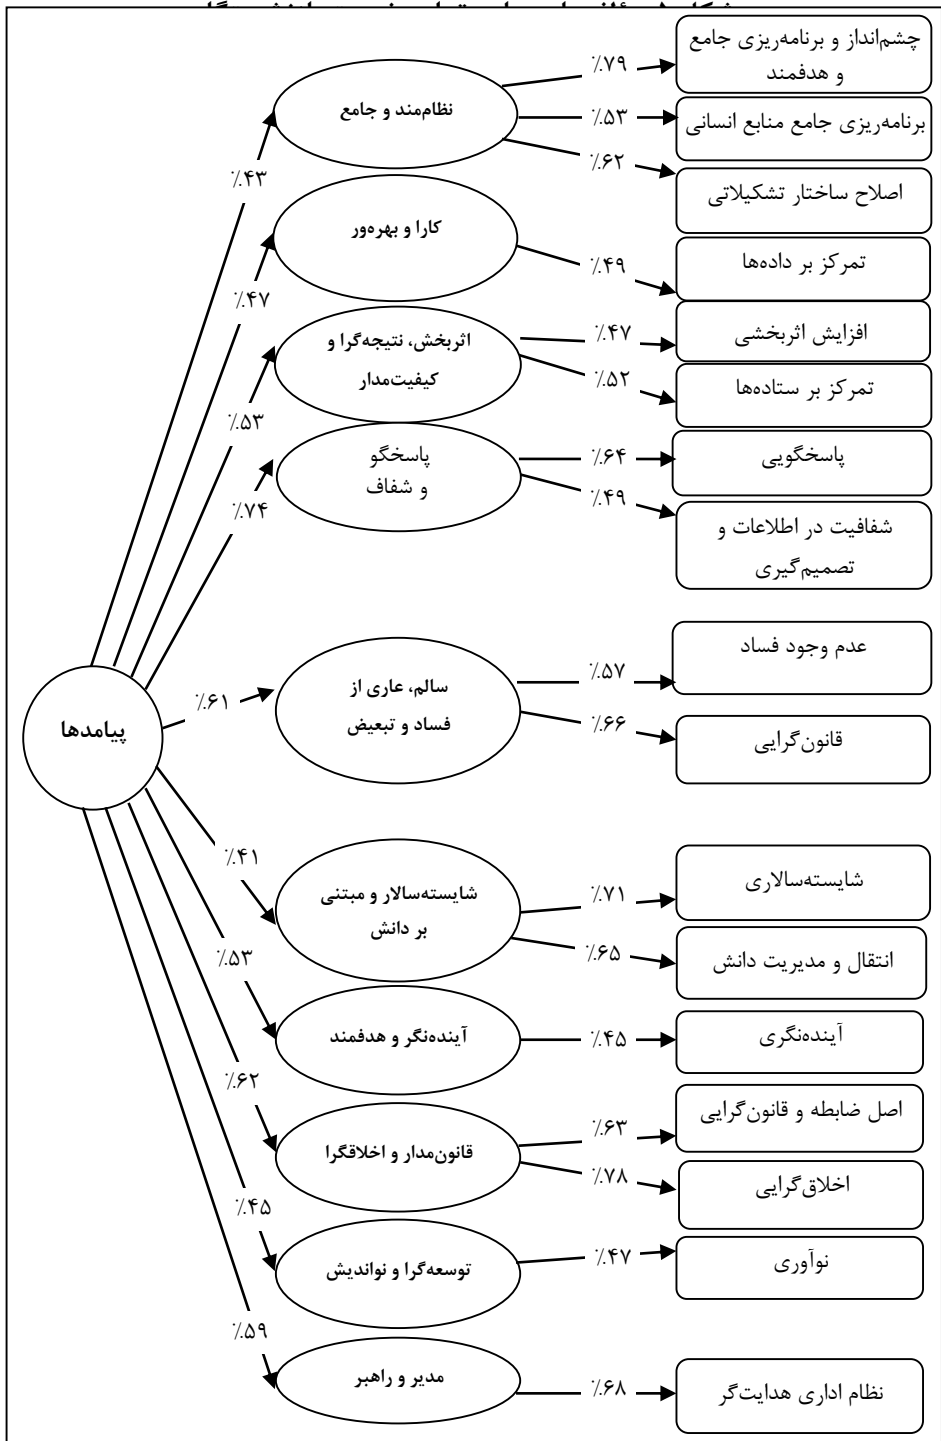 چشم‌انداز و برنامه‌ریزی جامع
و هدفمند
٪۷۹
نظام‌مند و جامع
٪۵۳
برنامه‌ریزی جامع منابع انسانی
٪۶۲
٪۴۳
اصلاح ساختار تشکیلاتی
کارا و بهره‌ور
٪۴۹
تمرکز بر داده‌ها
٪۴۷
اثربخش، نتیجه‌گرا و
کیفیت‌مدار
٪۴۷
افزایش اثربخشی
٪۵۲
تمرکز بر ستاده‌ها
٪۵۳
پاسخگو
و شفاف
٪۶۴
پاسخگویی
٪۴۹
٪۷۴
شفافیت در اطلاعات و
تصمیم‌گیری
عدم وجود فساد
٪۵۷
سالم، عاری از
فساد و تبعیض
٪۶۱
٪۶۶
قانون‌گرایی
پیامدها
٪۴۱
شایسته‌سالار و مبتنی
بر دانش
٪۷۱
شایسته‌سالاری
٪۶۵
انتقال و مدیریت دانش
٪۵۳
آینده‌نگر و هدفمند
٪۴۵
آینده‌نگری
٪۶۲
قانون‌مدار و اخلاقگرا
٪۶۳
اصل ضابطه و قانون‌گرایی
٪۷۸
اخلاق‌گرایی
٪۴۵
توسعه‌گرا و نواندیش
٪۴۷
نوآوری
٪۵۹
مدیر و راهبر
٪۶۸
نظام اداری هدایت‌گر